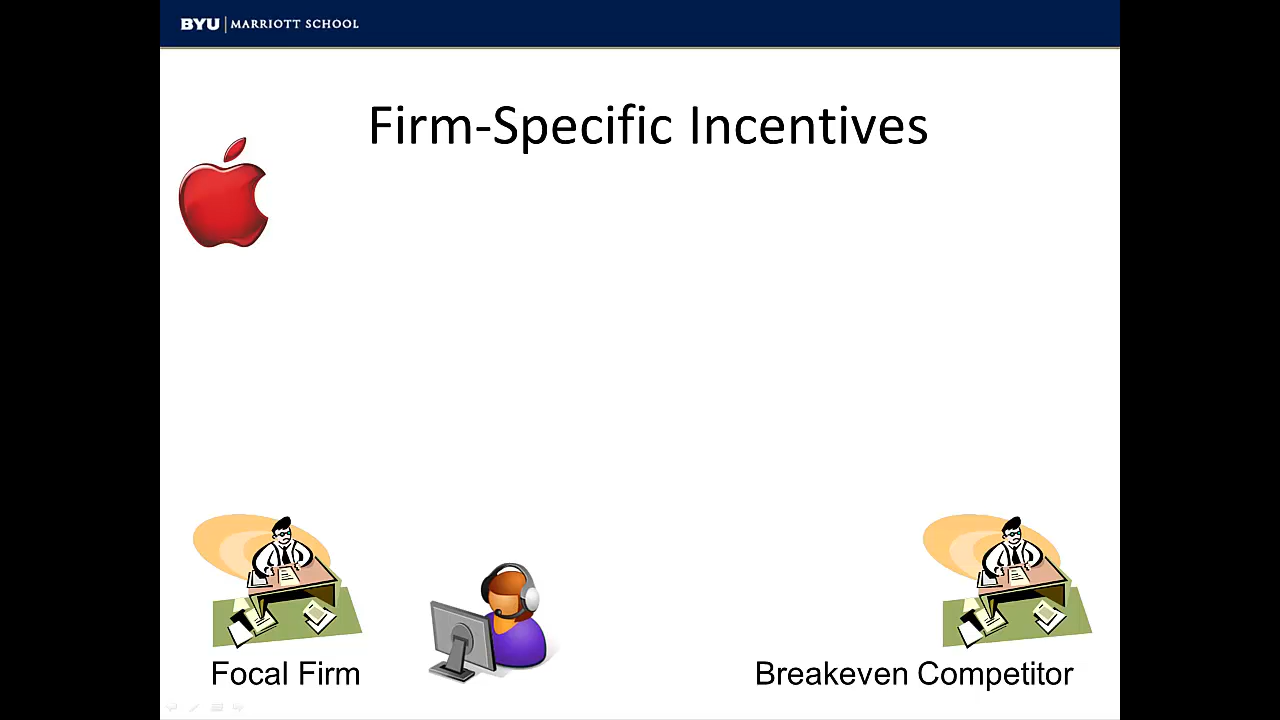 BYU | MARRIOTT SCHOOL
Firm-Specific Incentives
Focal Firm
Breakeven Competitor